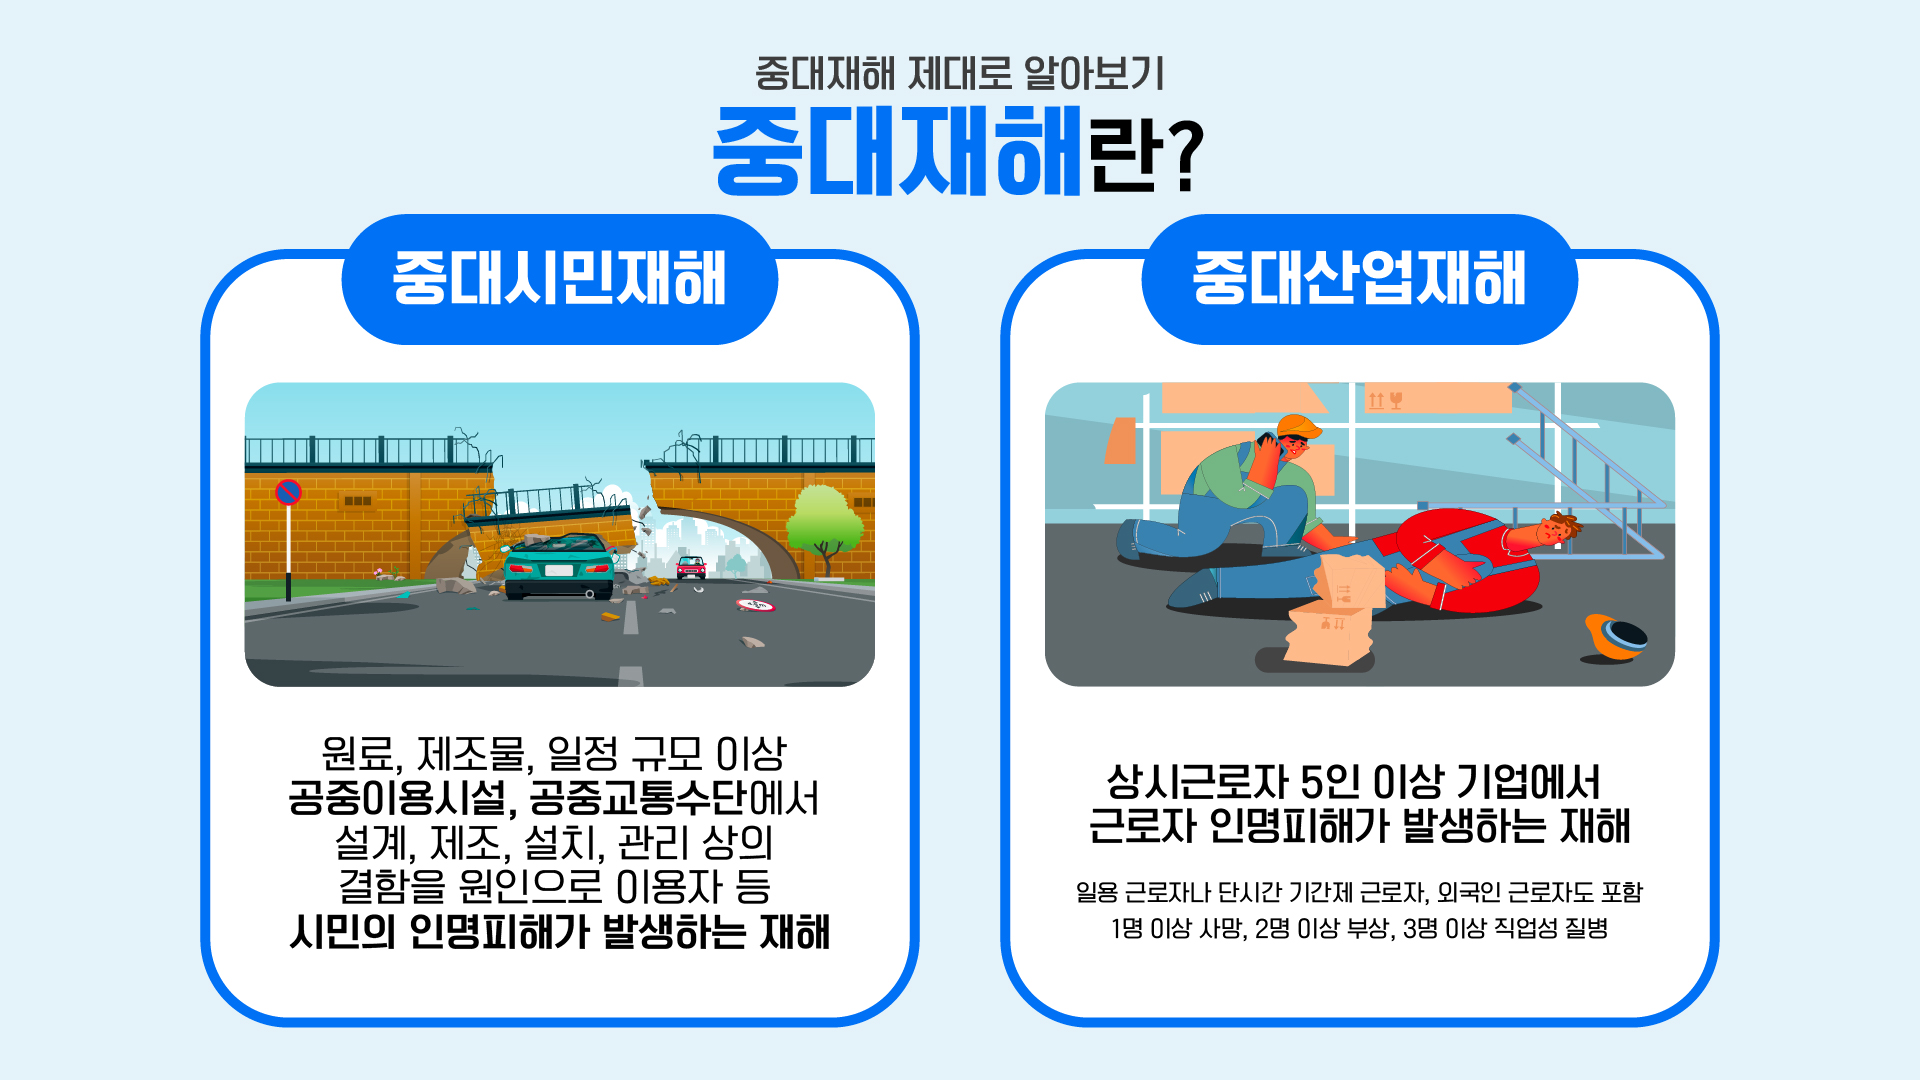 중대재해 제대로 알아보기
중대재해란?
중대시민재해
원료, 제조물, 일정 규모 이상
공중이용시설, 공중교통수단에서
설계, 제조, 설치, 관리 상의
결함을 원인으로 이용자 등
시민의 인명피해가 발생하는 재해
중대산업재해
상시근로자 5인 이상 기업에서
근로자 인명피해가 발생하는 재해
일용 근로자나 단시간 기간제 근로자, 외국인 근로자도 포함
1명 이상 사망, 2명 이상 부상, 3명 이상 직업성 질병